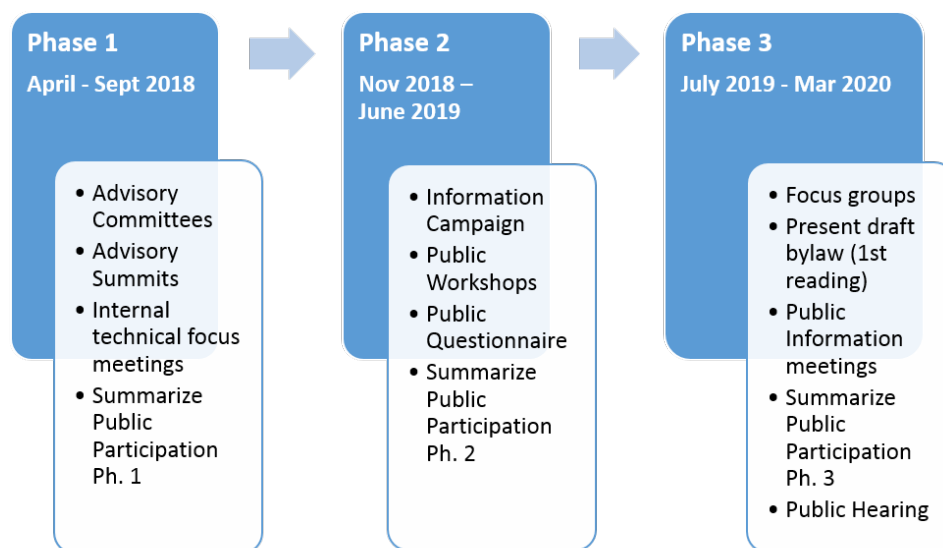 Phase 1
April - Sept 2018
• Advisory
Committees
• Advisory
Summits
• Internal
technical focus
meetings
• Summarize
Public
Participation
Ph. 1
Phase 2
Nov 2018 –
June 2019
• Information
Campaign
• Public
Workshops
• Public
Questionnaire
• Summarize
Public
Participation
Ph. 2
Phase 3
July 2019 - Mar 2020
• Focus groups
• Present draft
bylaw (1st
reading)
• Public
Information
meetings
• Summarize
Public
Participation
Ph. 3
• Public Hearing